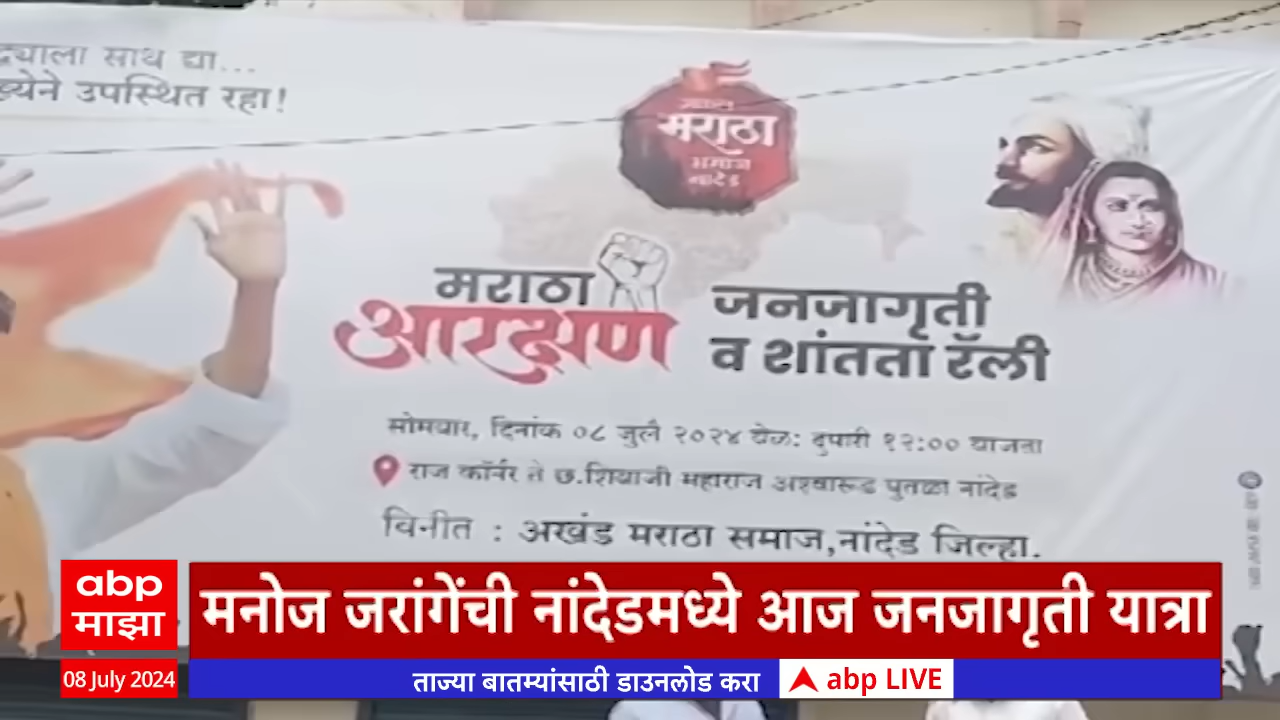 साथ द्या...
उपस्थित रहा!
मराठा
समाज
नांदेड
मराठा
आरक्षण
जनजागृती
व शांतता रॅली
सोमवार, दिनांक ०८ जुलै २०२४ वेळ: दुपारी १२:०० वाजता
राज कॉर्नर ते छ.शिवाजी महाराज अश्वारूढ पुतळा नांदेड
विनीत : अखंड मराठा समाज,नांदेड जिल्हा.
abp
माझा
मनोज जरांगेंची नांदेडमध्ये आज जनजागृती यात्रा
08 July 2024
ताज्या बातम्यांसाठी डाउनलोड करा
abp LIVE